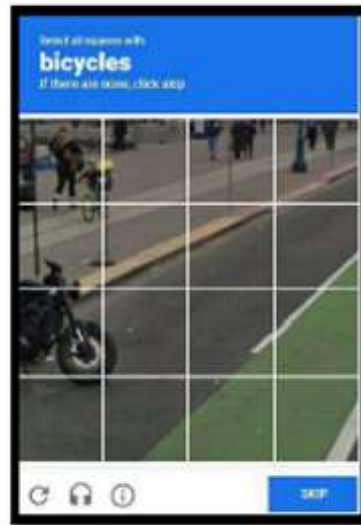 Select all squares with
bicycles
If there are none, click skip
SKIP